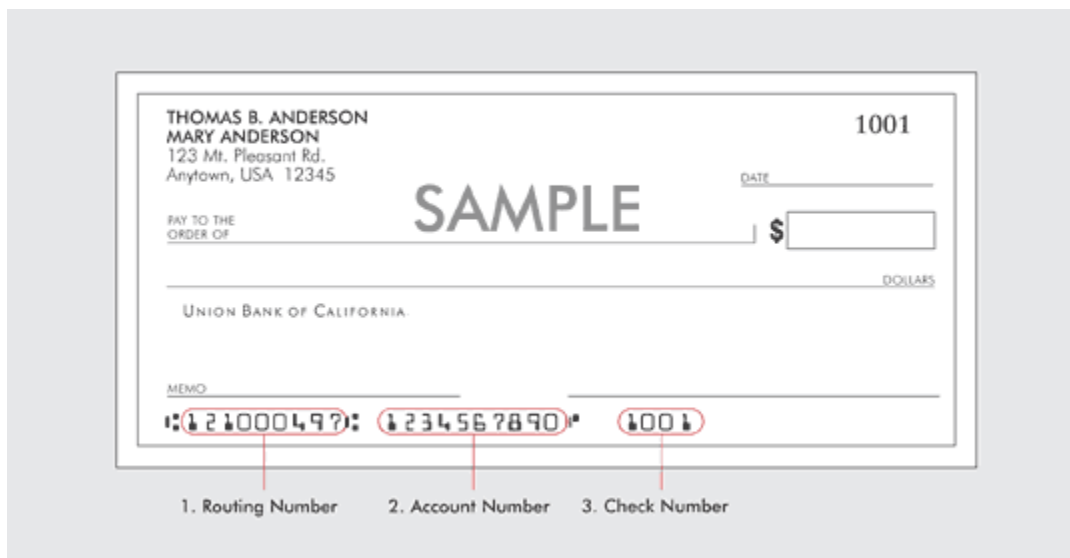 THOMAS B. ANDERSON
MARY ANDERSON
123 Mt. Pleasant Rd.
Anytown, USA 12345
1001
DATE
SAMPLE
PAY TO THE
ORDER OF
$
DOLLARS
UNION BANK OF CALIFORNIA
MEMO
⑆121000497⑆ 1234567890⑈ 1001
1. Routing Number 2. Account Number 3. Check Number